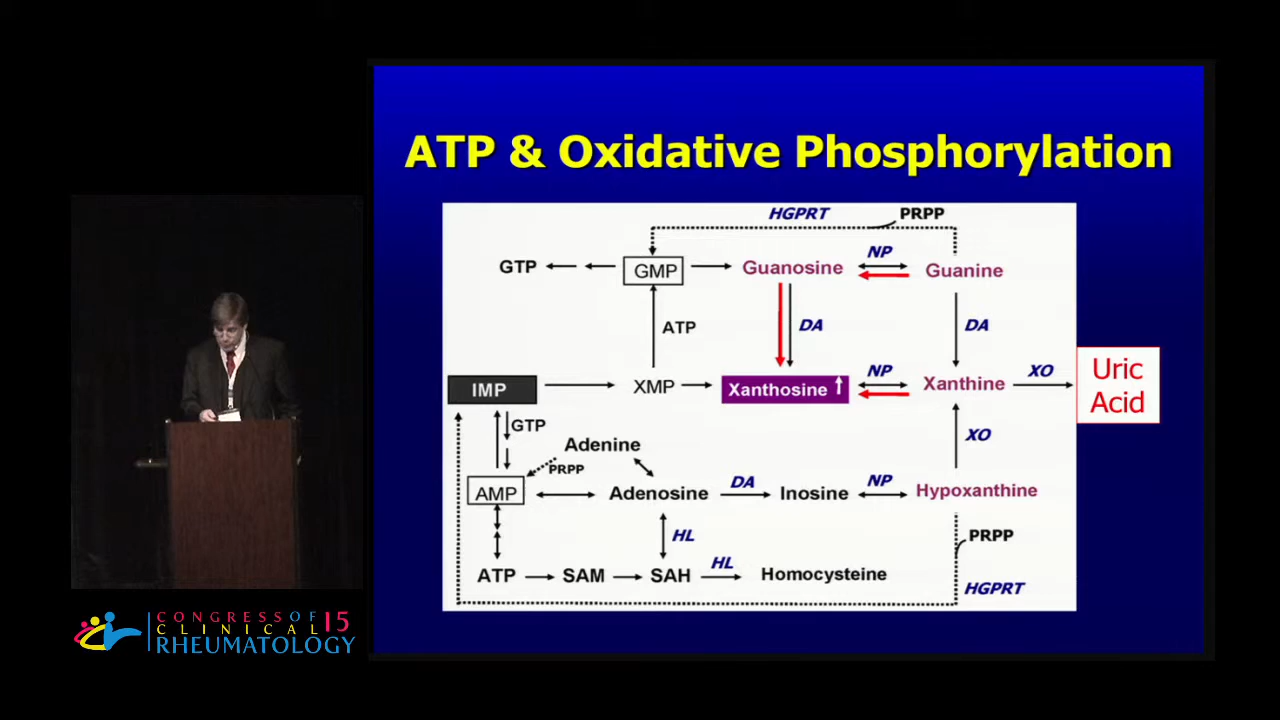 ATP & Oxidative Phosphorylation
HGPRT
PRPP
NP
GTP
GMP
Guanosine
Guanine
ATP
DA
DA
NP
XO
Uric
Acid
IMP
XMP
Xanthosine ↑
Xanthine
GTP
Adenine
XO
PRPP
DA
NP
AMP
Adenosine
Inosine
Hypoxanthine
HL
PRPP
HL
ATP
SAM
SAH
Homocysteine
HGPRT
CONGRESS OF 15
CLINICAL
RHEUMATOLOGY